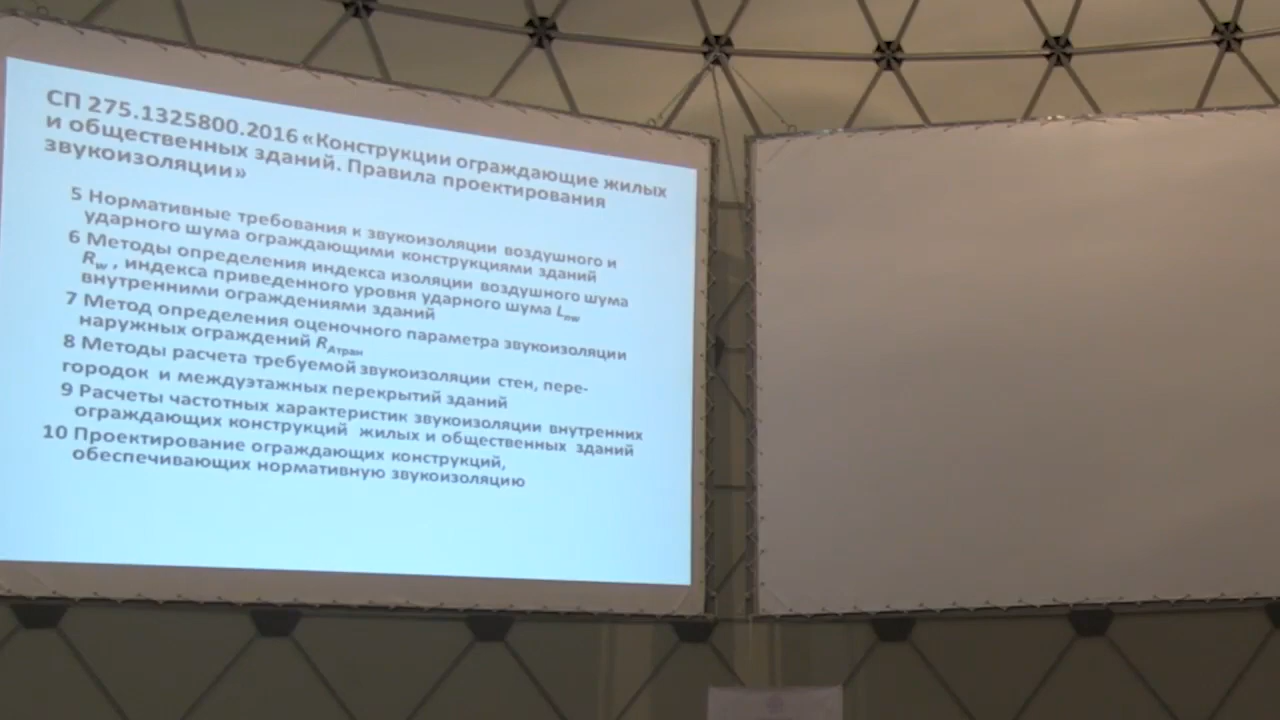 СП 275.1325800.2016 «Конструкции ограждающие жилых
и общественных зданий. Правила проектирования
звукоизоляции»
5 Нормативные требования к звукоизоляции воздушного и
ударного шума ограждающими конструкциями зданий
6 Методы определения индекса изоляции воздушного шума
Rw , индекса приведенного уровня ударного шума Lnw
внутренними ограждениями зданий
7 Метод определения оценочного параметра звукоизоляции
наружных ограждений RАтран
8 Методы расчета требуемой звукоизоляции стен, пере-
городок и междуэтажных перекрытий зданий
9 Расчеты частотных характеристик звукоизоляции внутренних
ограждающих конструкций жилых и общественных зданий
10 Проектирование ограждающих конструкций,
обеспечивающих нормативную звукоизоляцию